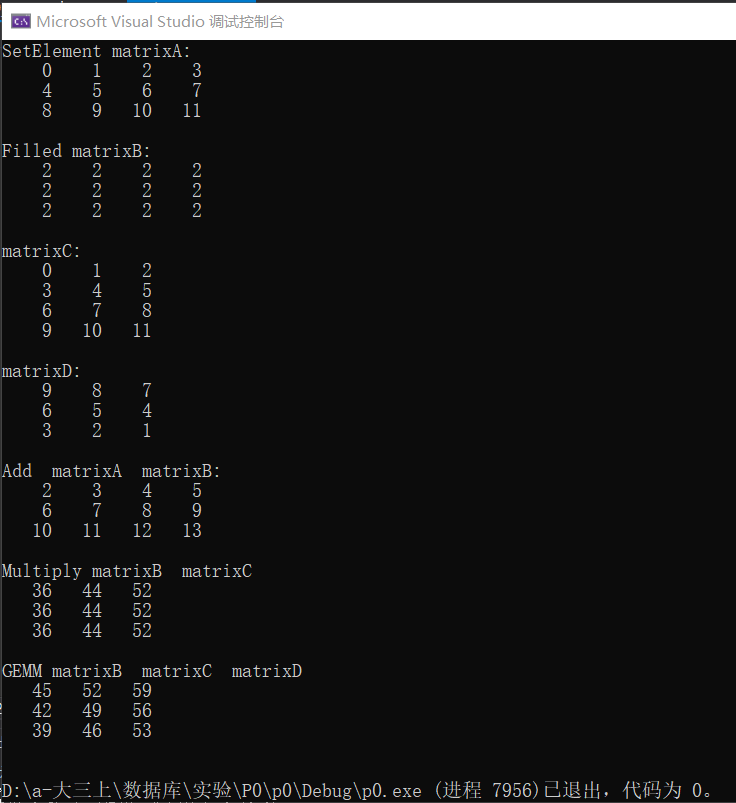 Microsoft Visual Studio 调试控制台
SetElement matrixA:
0 1 2 3
4 5 6 7
8 9 10 11
Filled matrixB:
2 2 2 2
2 2 2 2
2 2 2 2
matrixC:
0 1 2
3 4 5
6 7 8
9 10 11
matrixD:
9 8 7
6 5 4
3 2 1
Add matrixA matrixB:
2 3 4 5
6 7 8 9
10 11 12 13
Multiply matrixB matrixC
36 44 52
36 44 52
36 44 52
GEMM matrixB matrixC matrixD
45 52 59
42 49 56
39 46 53
D:\a-大三上\数据库\实验\P0\p0\Debug\p0.exe (进程 7956)已退出，代码为 0。